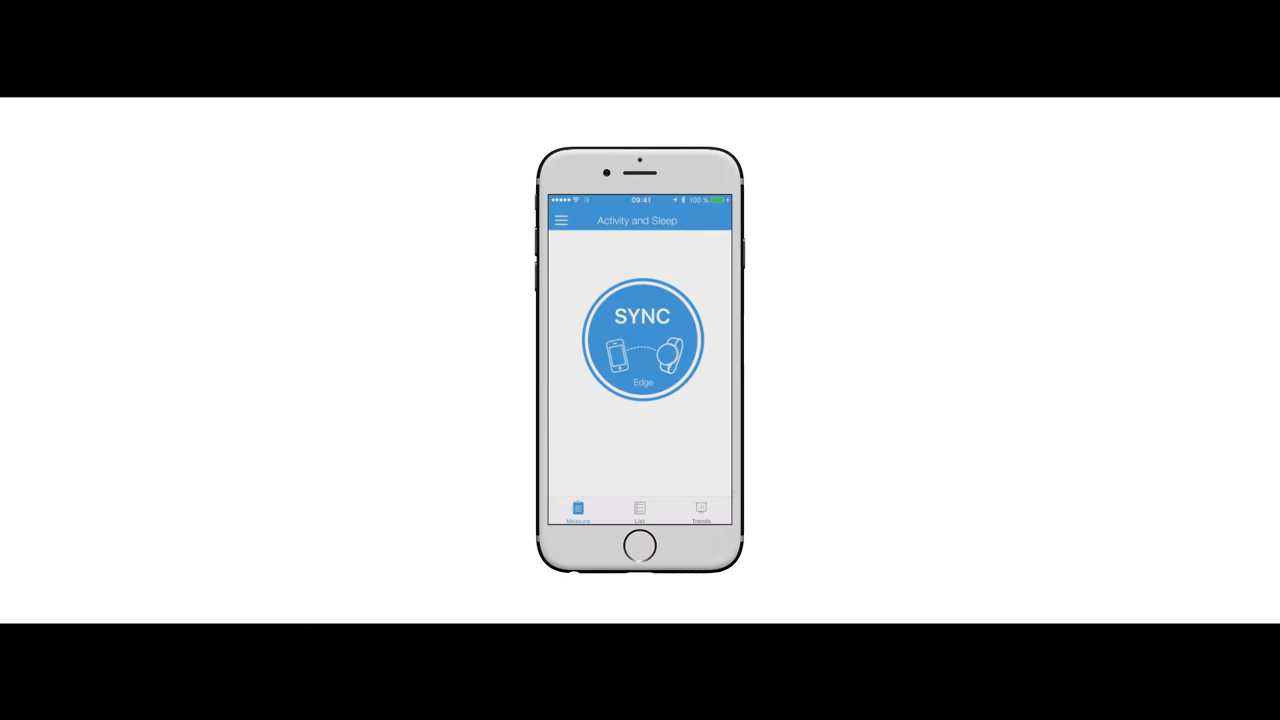 09:41
100 %
Activity and Sleep
SYNC
Edge
Measure
List
Trends